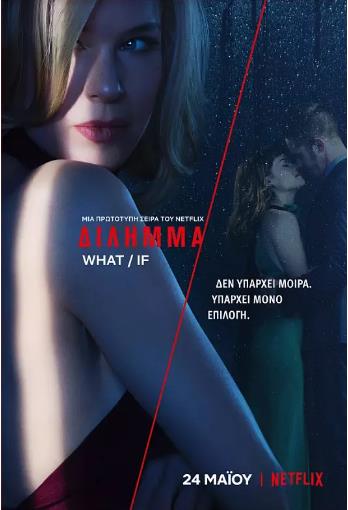 ΜΙΑ ΠΡΩΤΟΤΥΠΗ ΣΕΙΡΑ ΤΟΥ NETFLIX
ΔΙΛΗΜΜΑ
WHAT / IF
ΔΕΝ ΥΠΑΡΧΕΙ ΜΟΙΡΑ.
ΥΠΑΡΧΕΙ ΜΟΝΟ
ΕΠΙΛΟΓΗ.
24 ΜΑΪΟΥ | NETFLIX